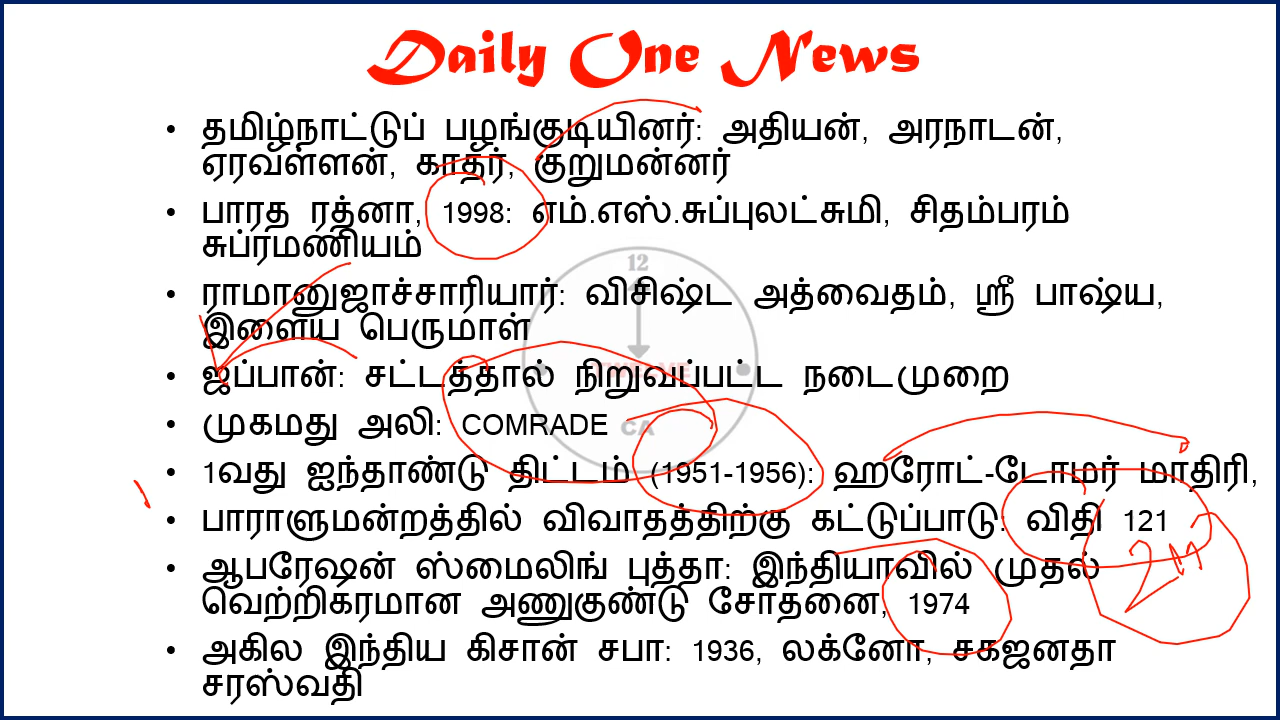 Daily One News
• தமிழ்நாட்டுப் பழங்குடியினர்: அதியன், அரநாடன்,
ஏரவள்ளன், காதர், குறுமன்னர்
• பாரத ரத்னா, 1998: எம்.எஸ்.சுப்புலட்சுமி, சிதம்பரம்
சுப்ரமணியம்
• ராமானுஜாச்சாரியார்: விசிஷ்ட அத்வைதம், ஸ்ரீ பாஷ்ய,
இளைய பெருமாள்
• ஜப்பான்: சட்டத்தால் நிறுவப்பட்ட நடைமுறை
• முகமது அலி: COMRADE
• 1வது ஐந்தாண்டு திட்டம் (1951-1956): ஹரோட்-டோமர் மாதிரி,
• பாராளுமன்றத்தில் விவாதத்திற்கு கட்டுப்பாடு: விதி 121
• ஆபரேஷன் ஸ்மைலிங் புத்தா: இந்தியாவில் முதல்
வெற்றிகரமான அணுகுண்டு சோதனை, 1974
• அகில இந்திய கிசான் சபா: 1936, லக்னோ, சகஜனதா
சரஸ்வதி
12
CA
2M